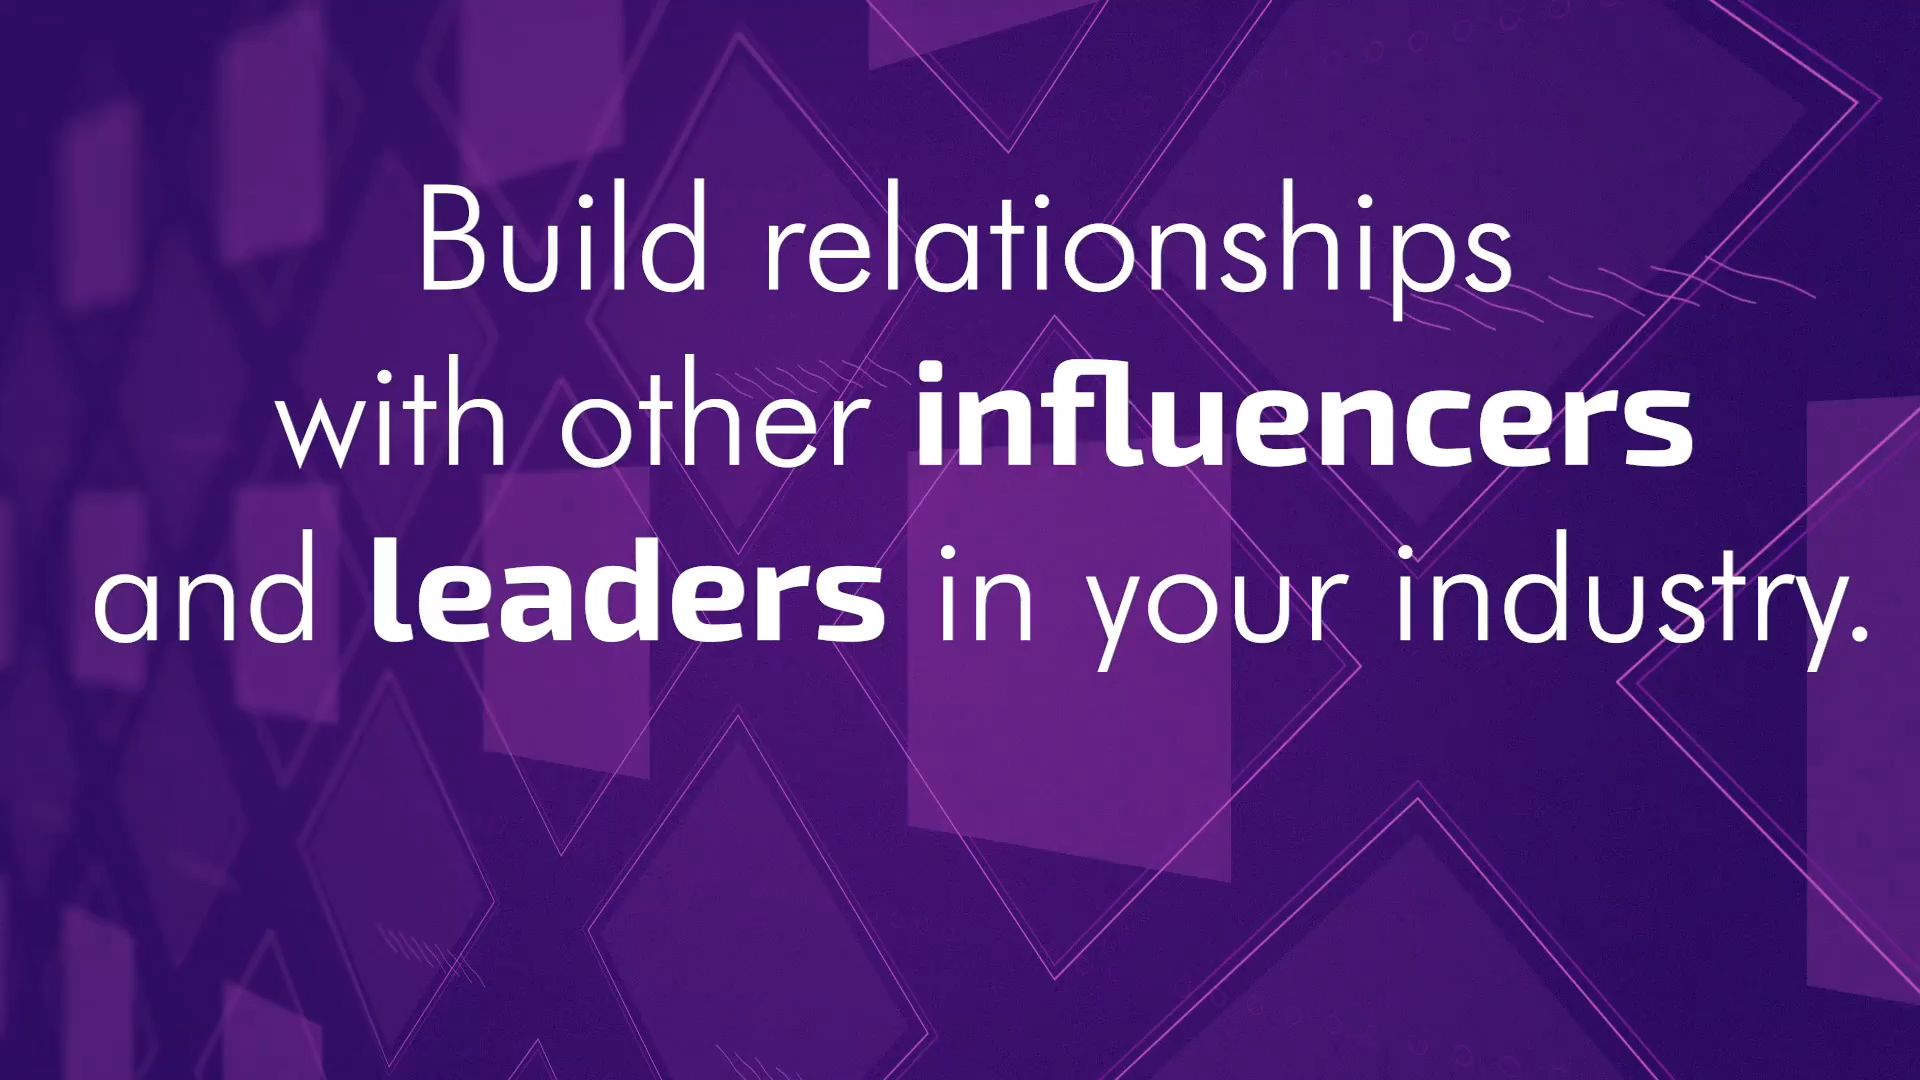 Build relationships
with other influencers
and leaders in your industry.